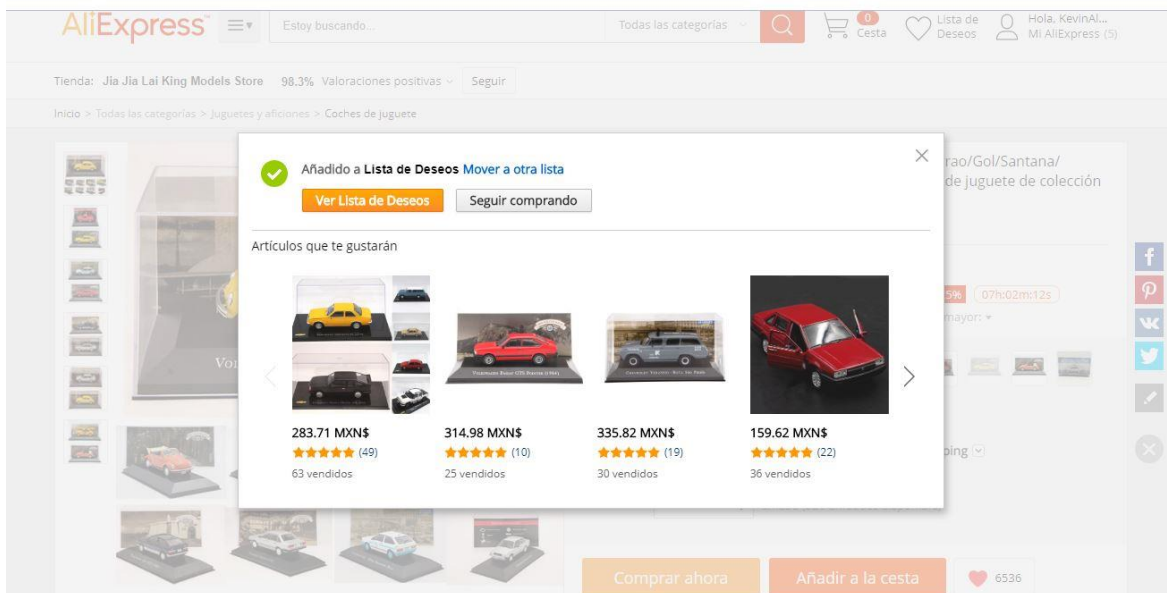 AliExpress™
Estoy buscando...
Todas las categorías
0
Cesta
Lista de
Deseos
Hola, KevinAl...
Mi AliExpress (5)
Tienda: Jia Jia Lai King Models Store 98.3% Valoraciones positivas Seguir
Inicio > Todas las categorías > Juguetes y aficiones > Coches de juguete
Añadido a Lista de Deseos Mover a otra lista
rao/Gol/Santana/
de juguete de colección
Ver Lista de Deseos
Seguir comprando
Artículos que te gustarán
5%
07h:02m:12s
mayor:
283.71 MXN$
314.98 MXN$
335.82 MXN$
159.62 MXN$
(49)
(10)
(19)
(22)
ping
63 vendidos
25 vendidos
30 vendidos
36 vendidos
Comprar ahora
Añadir a la cesta
6536